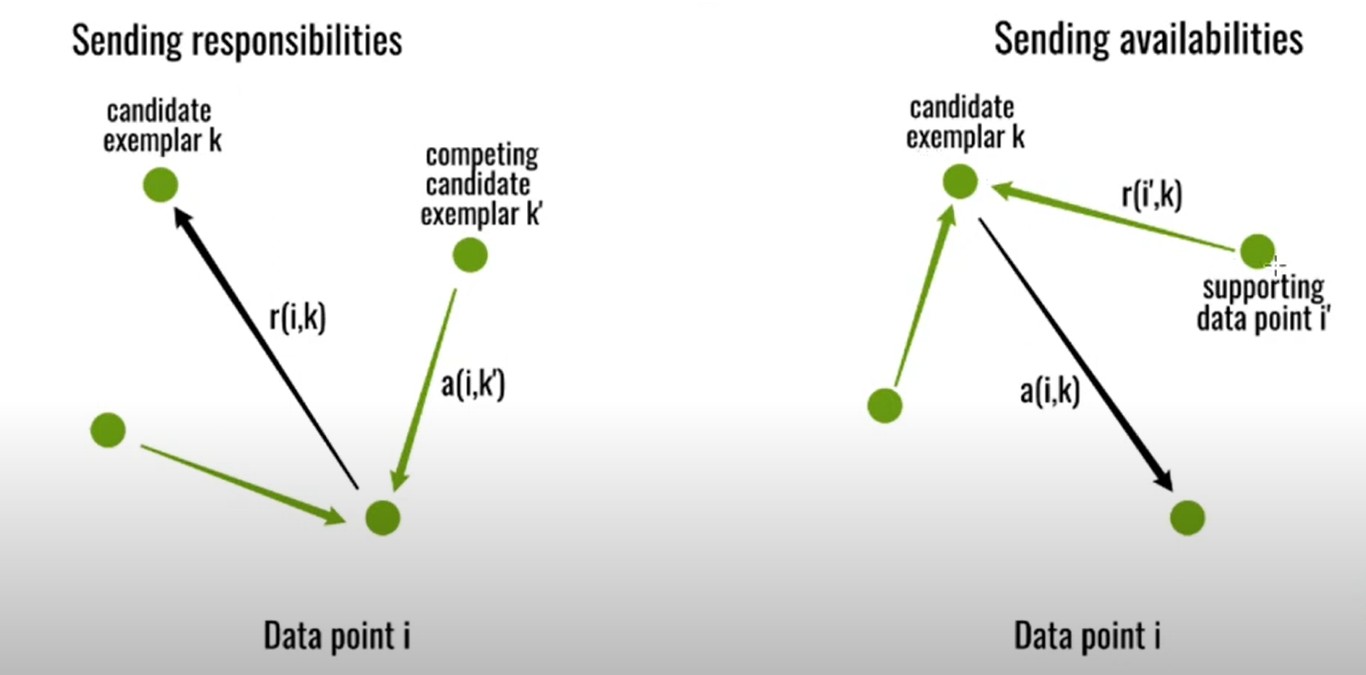 Sending responsibilities
candidate
exemplar k
competing
candidate
exemplar k'
r(i,k)
a(i,k')
Data point i
Sending availabilities
candidate
exemplar k
r(i',k)
supporting
data point i'
a(i,k)
Data point i